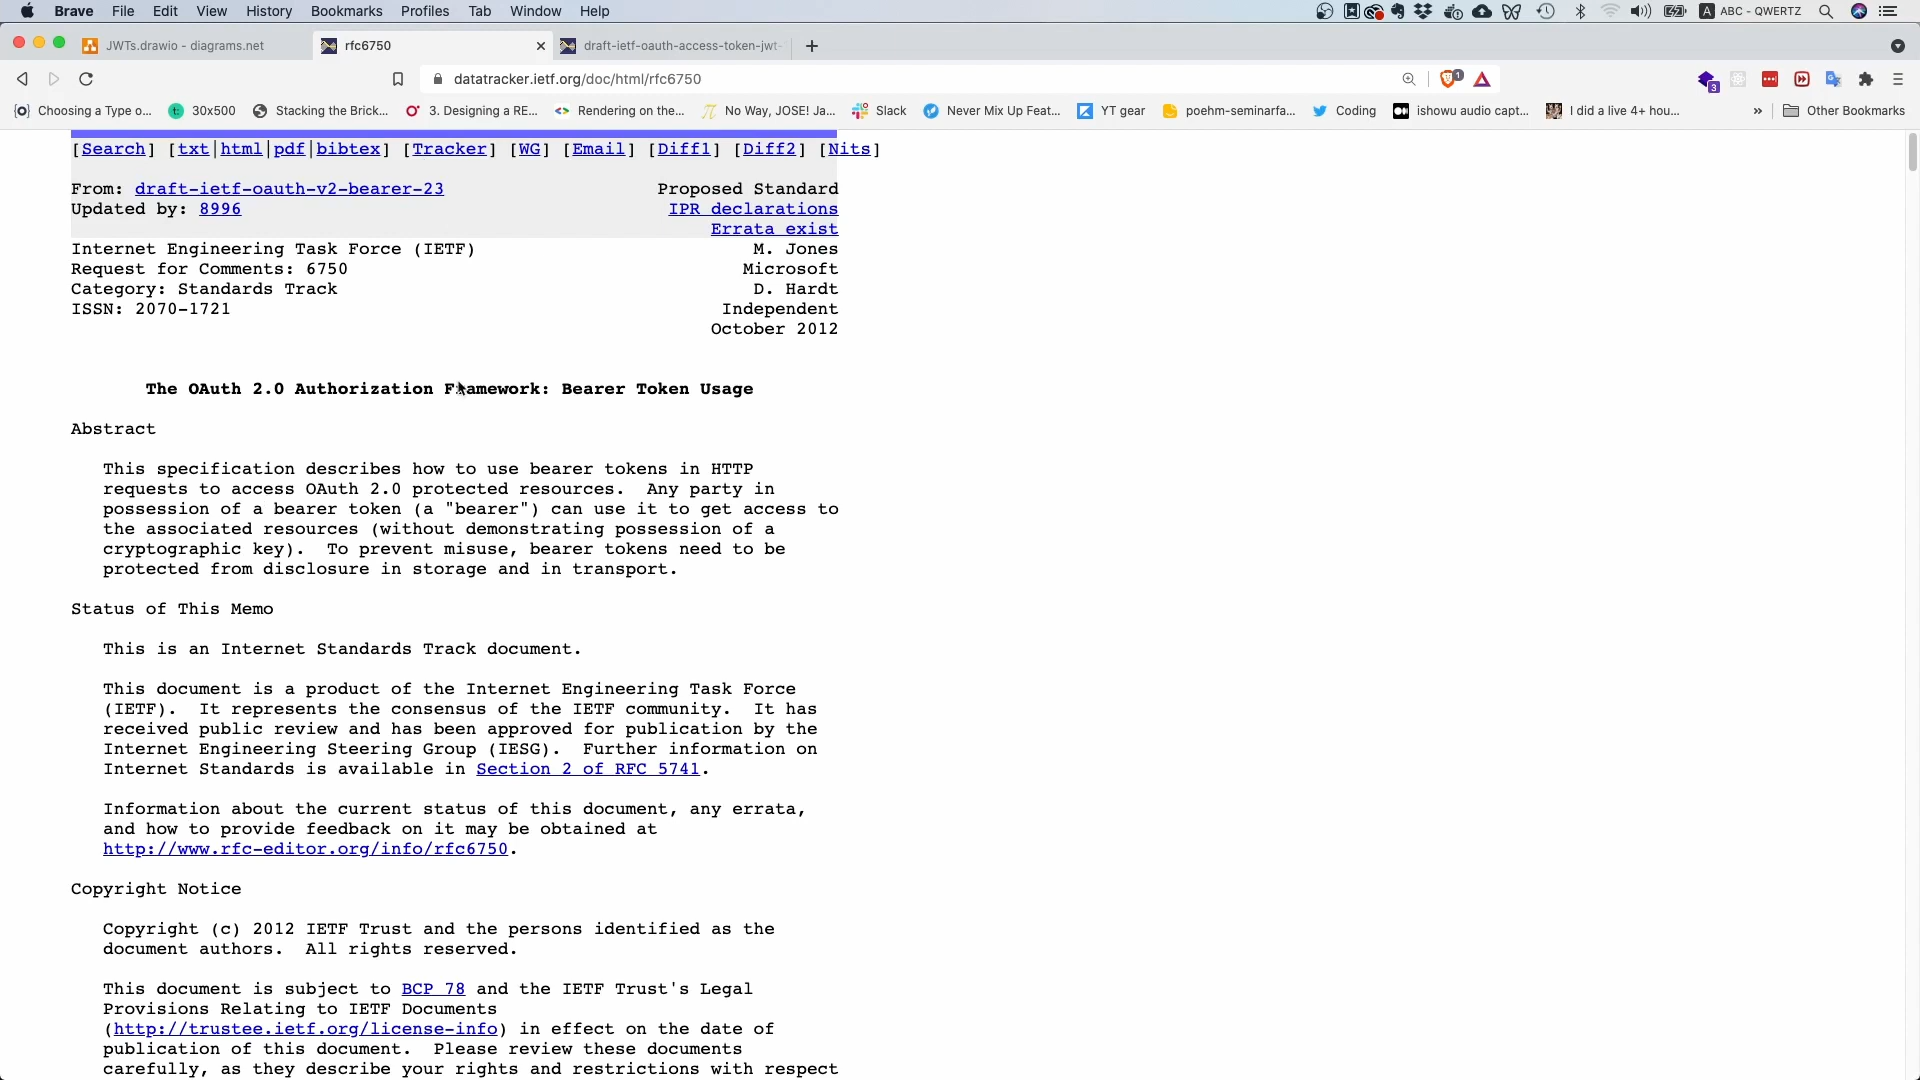 Brave File Edit View History Bookmarks Profiles Tab Window Help A ABC - QWERTZ
JWTs.drawio - diagrams.net rfc6750 draft-ietf-oauth-access-token-jwt-
datatracker.ietf.org/doc/html/rfc6750 1 3
Choosing a Type o... 30x500 Stacking the Brick... 3. Designing a RE... Rendering on the... No Way, JOSE! Ja... Slack Never Mix Up Feat... YT gear poehm-seminarfa... Coding ishowu audio capt... I did a live 4+ hou... » Other Bookmarks
[Search] [txt|html|pdf|bibtex] [Tracker] [WG] [Email] [Diff1] [Diff2] [Nits]
From: draft-ietf-oauth-v2-bearer-23 Proposed Standard
Updated by: 8996 IPR declarations
Errata exist
Internet Engineering Task Force (IETF) M. Jones
Request for Comments: 6750 Microsoft
Category: Standards Track D. Hardt
ISSN: 2070-1721 Independent
October 2012
The OAuth 2.0 Authorization Framework: Bearer Token Usage
Abstract
This specification describes how to use bearer tokens in HTTP
requests to access OAuth 2.0 protected resources. Any party in
possession of a bearer token (a "bearer") can use it to get access to
the associated resources (without demonstrating possession of a
cryptographic key). To prevent misuse, bearer tokens need to be
protected from disclosure in storage and in transport.
Status of This Memo
This is an Internet Standards Track document.
This document is a product of the Internet Engineering Task Force
(IETF). It represents the consensus of the IETF community. It has
received public review and has been approved for publication by the
Internet Engineering Steering Group (IESG). Further information on
Internet Standards is available in Section 2 of RFC 5741.
Information about the current status of this document, any errata,
and how to provide feedback on it may be obtained at
http://www.rfc-editor.org/info/rfc6750.
Copyright Notice
Copyright (c) 2012 IETF Trust and the persons identified as the
document authors. All rights reserved.
This document is subject to BCP 78 and the IETF Trust's Legal
Provisions Relating to IETF Documents
(http://trustee.ietf.org/license-info) in effect on the date of
publication of this document. Please review these documents
carefully, as they describe your rights and restrictions with respect